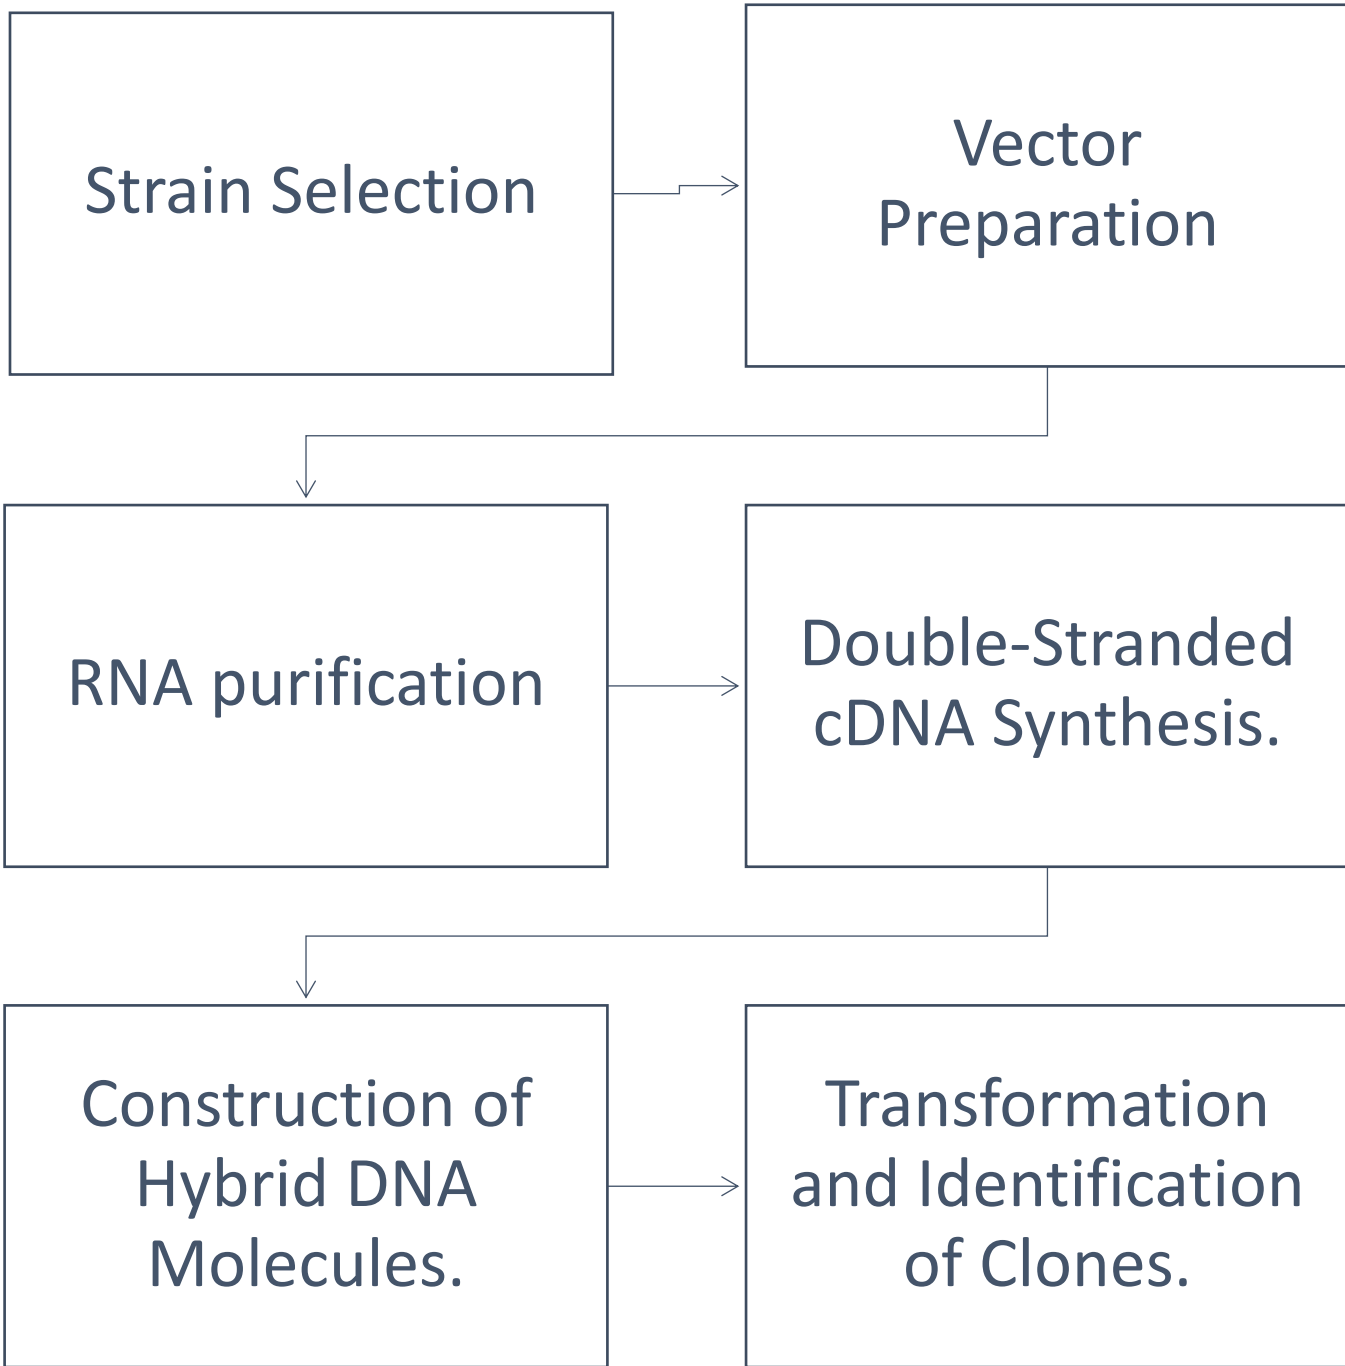 Strain Selection
Vector
Preparation
RNA purification
Double-Stranded
cDNA Synthesis.
Construction of
Hybrid DNA
Molecules.
Transformation
and Identification
of Clones.